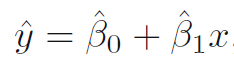 ŷ = β̂₀ + β̂₁x.